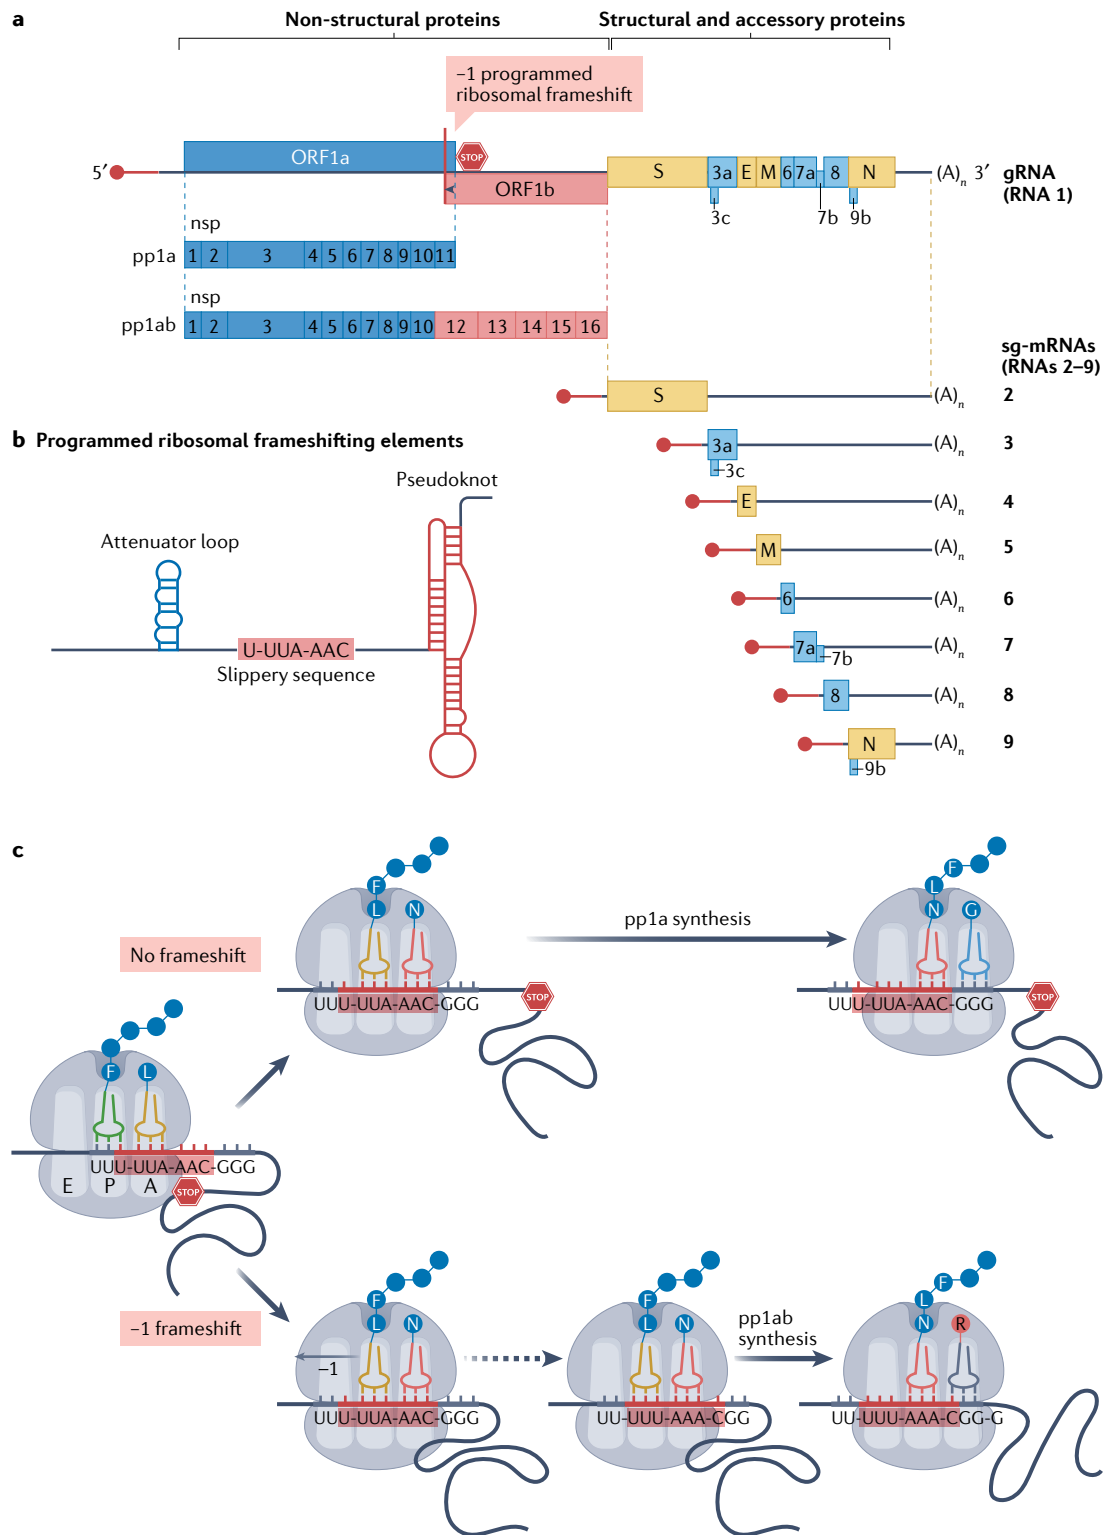 a
Non-structural proteins
Structural and accessory proteins
–1 programmed
ribosomal frameshift
5′
ORF1a
STOP
ORF1b
S
3a
E
M
6
7a
8
N
3c
7b
9b
(A)n 3′
gRNA
(RNA 1)
nsp
pp1a
1 2 3 4 5 6 7 8 9 10 11
nsp
pp1ab
1 2 3 4 5 6 7 8 9 10 12 13 14 15 16
sg-mRNAs
(RNAs 2–9)
S (A)n 2
3a (A)n 3
3c
E (A)n 4
M (A)n 5
6 (A)n 6
7a (A)n 7
7b
8 (A)n 8
N (A)n 9
9b
b Programmed ribosomal frameshifting elements
Pseudoknot
Attenuator loop
U-UUA-AAC
Slippery sequence
c
No frameshift
F
L N
UUU-UUA-AAC-GGG
STOP
pp1a synthesis
L F
N G
UUU-UUA-AAC-GGG
STOP
F L
UUU-UUA-AAC-GGG
E P A
STOP
–1 frameshift
F
L N
–1
UUU-UUA-AAC-GGG
F
L N
UU-UUU-AAA-CGG
pp1ab
synthesis
L F
N R
UU-UUU-AAA-CGG-G